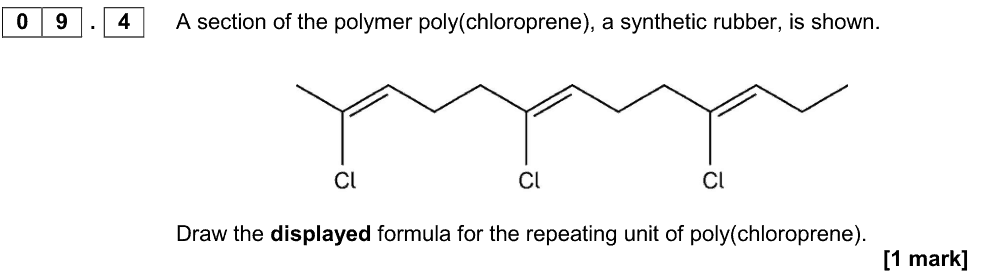 0 9 . 4 A section of the polymer poly(chloroprene), a synthetic rubber, is shown.
Cl Cl Cl
Draw the displayed formula for the repeating unit of poly(chloroprene).
[1 mark]